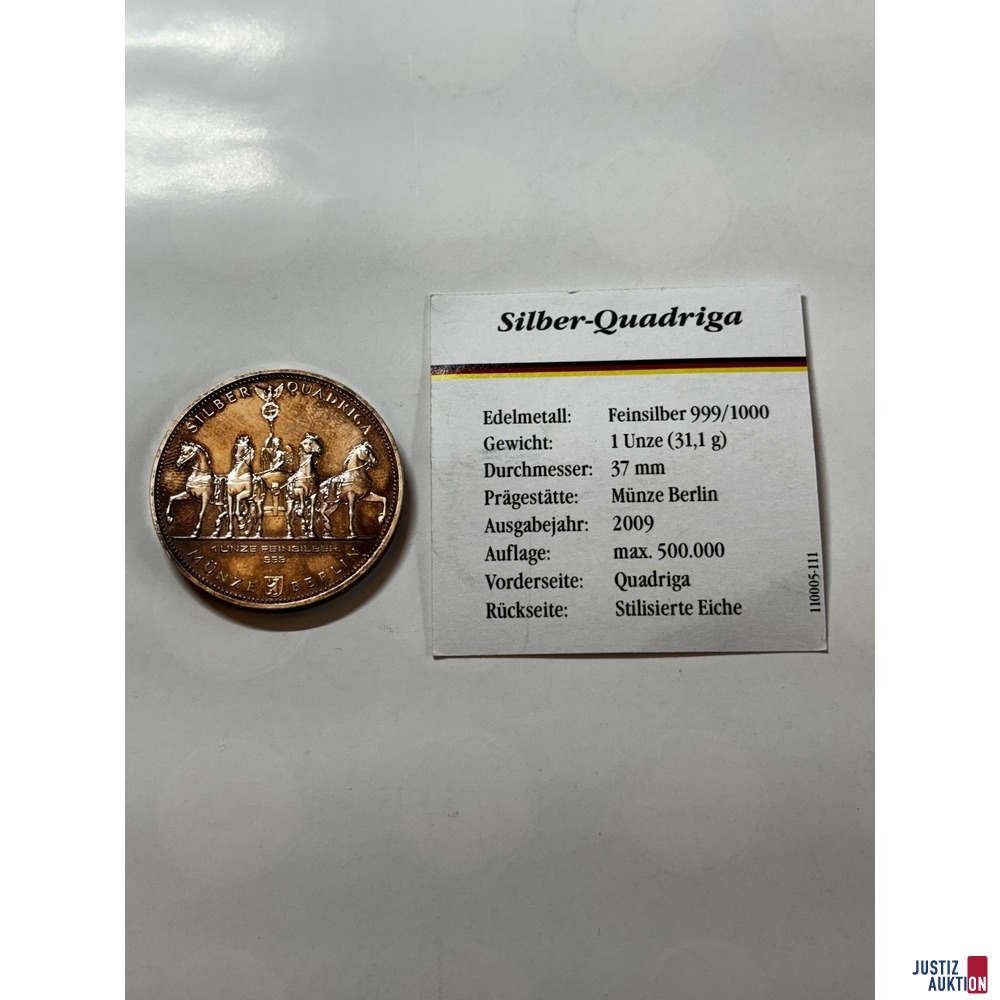 SILBER QUADRIGA
1 UNZE FEINSILBER
999
MÜNZE BERLIN
Silber-Quadriga
Edelmetall: Feinsilber 999/1000
Gewicht: 1 Unze (31,1 g)
Durchmesser: 37 mm
Prägestätte: Münze Berlin
Ausgabejahr: 2009
Auflage: max. 500.000
Vorderseite: Quadriga
Rückseite: Stilisierte Eiche
110005-111
JUSTIZ
AUKTION